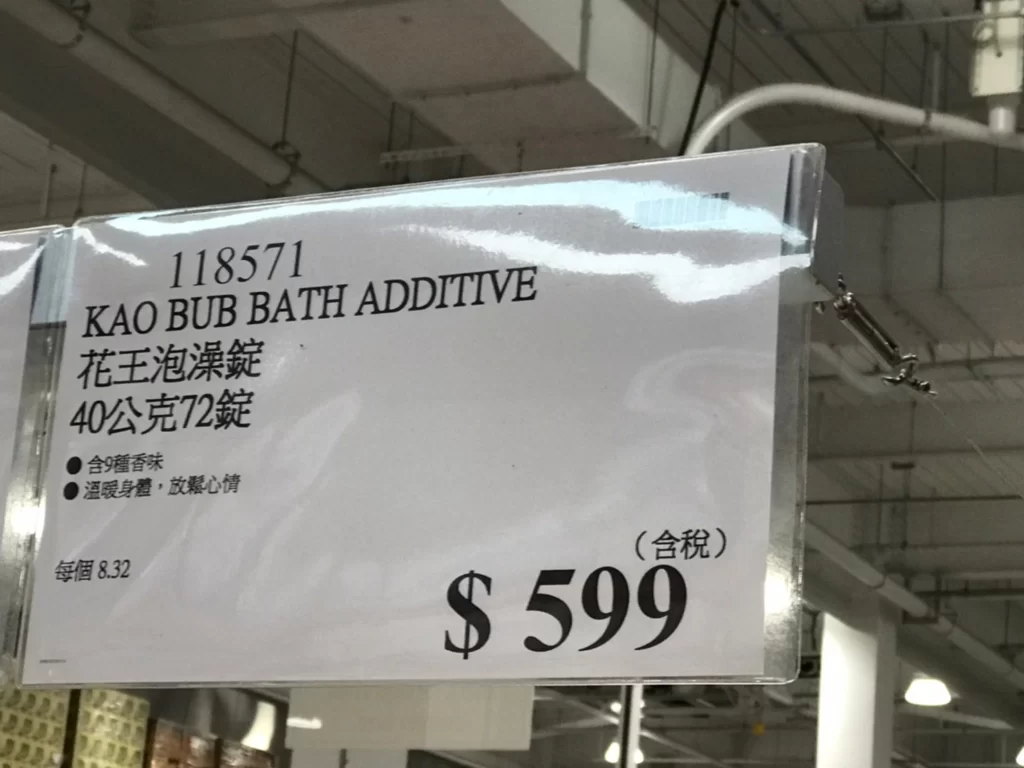 118571
KAO BUB BATH ADDITIVE
花王泡澡錠
40公克72錠
● 含9種香味
● 溫暖身體，放鬆心情
每個 8.32
（含稅）
$ 599